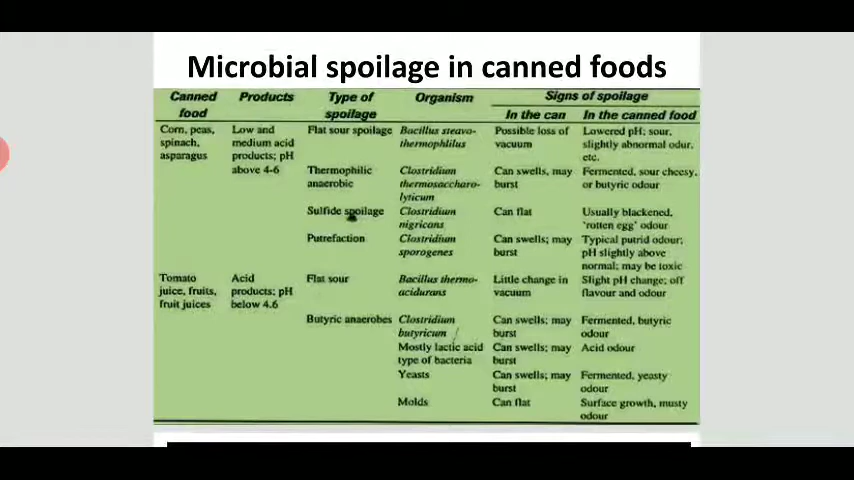 Microbial spoilage in canned foods
Canned food Products Type of spoilage Organism Signs of spoilage
In the can In the canned food
Corn, peas, spinach, asparagus Low and medium acid products; pH above 4-6 Flat sour spoilage Bacillus steavo-thermophlilus Possible loss of vacuum Lowered pH; sour, slightly abnormal odur, etc.
Thermophilic anaerobic Clostridium thermosaccharo-lyticum Can swells, may burst Fermented, sour cheesy, or butyric odour
Sulfide spoilage Clostridium nigricans Can flat Usually blackened, 'rotten egg' odour
Putrefaction Clostridium sporogenes Can swells; may burst Typical putrid odour; pH slightly above normal; may be toxic
Tomato juice, fruits, fruit juices Acid products; pH below 4.6 Flat sour Bacillus thermo-acidurans Little change in vacuum Slight pH change; off flavour and odour
Butyric anaerobes Clostridium butyricum Can swells; may burst Fermented, butyric odour
Mostly lactic acid type of bacteria Can swells; may burst Acid odour
Yeasts Can swells; may burst Fermented, yeasty odour
Molds Can flat Surface growth, musty odour